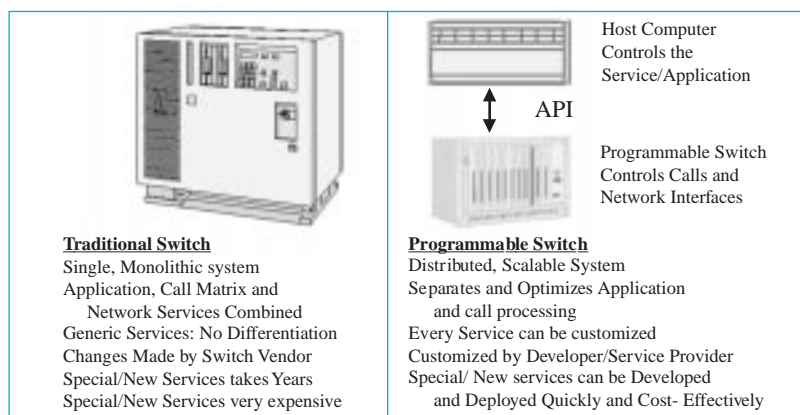 Host Computer
Controls the
Service/Application
API
Programmable Switch
Controls Calls and
Network Interfaces
Traditional Switch
Single, Monolithic system
Application, Call Matrix and
Network Services Combined
Generic Services: No Differentiation
Changes Made by Switch Vendor
Special/New Services takes Years
Special/New Services very expensive
Programmable Switch
Distributed, Scalable System
Separates and Optimizes Application
and call processing
Every Service can be customized
Customized by Developer/Service Provider
Special/ New services can be Developed
and Deployed Quickly and Cost- Effectively